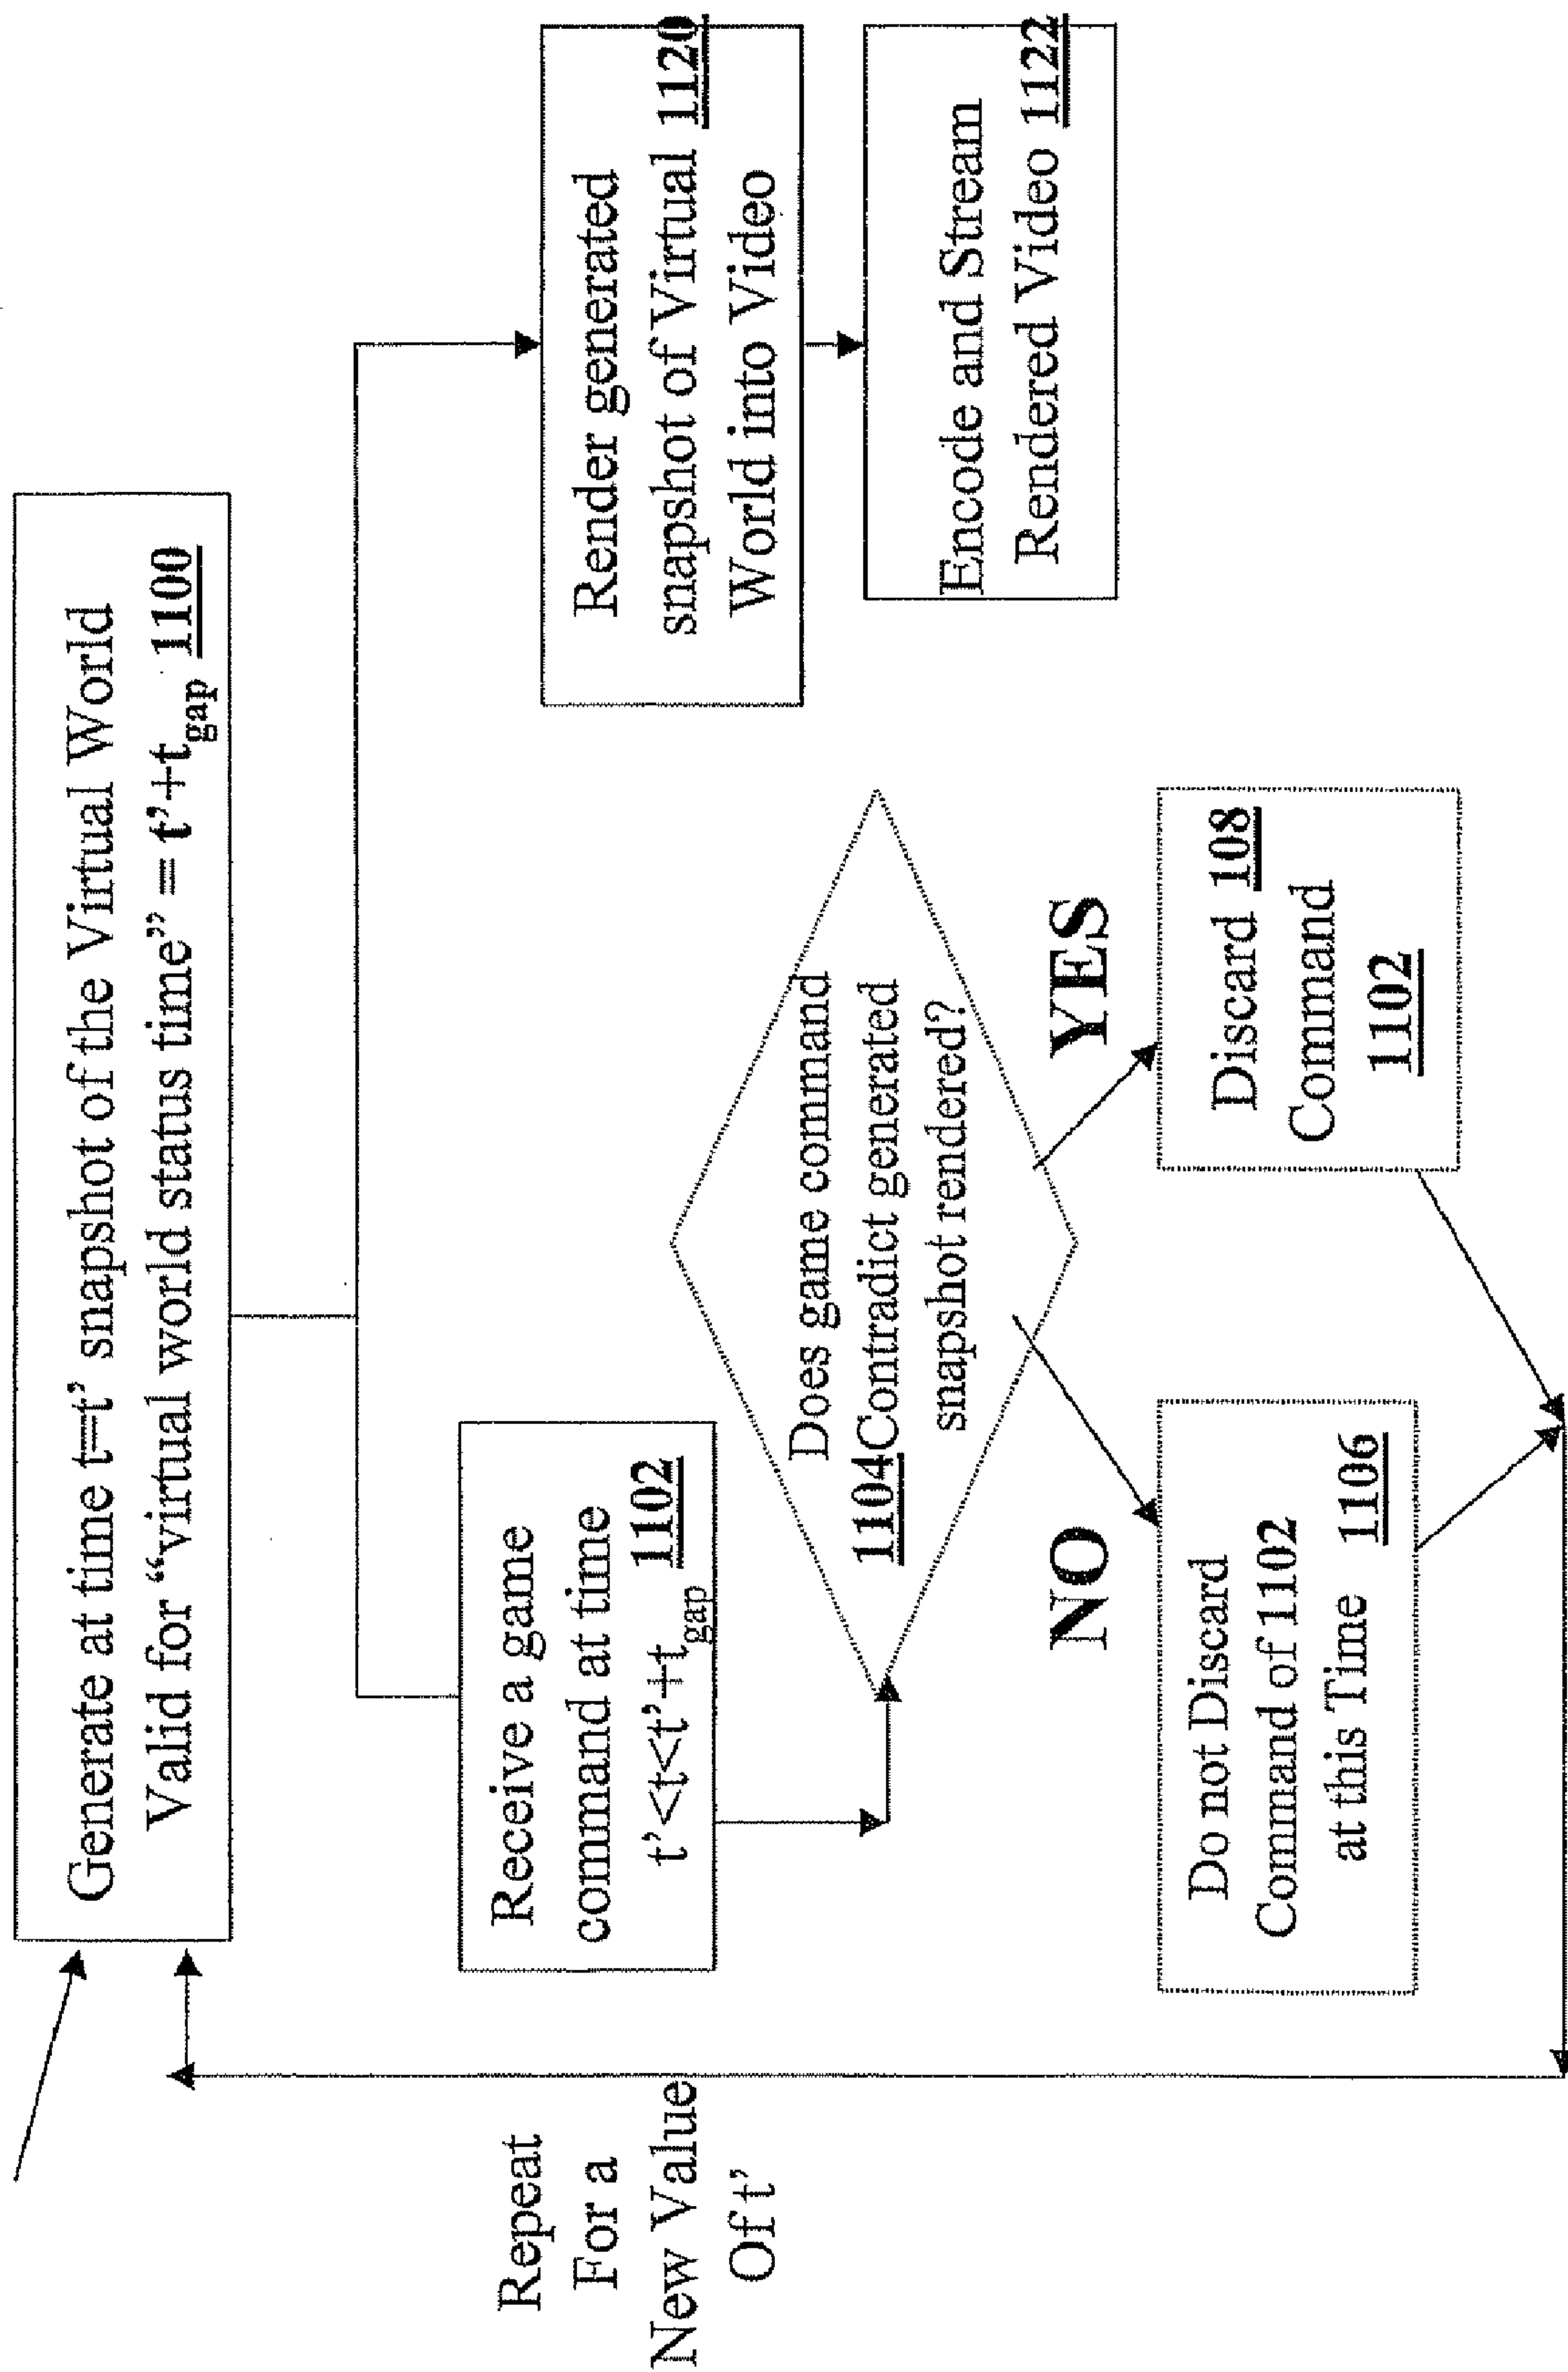 Generate at time t=t' snapshot of the Virtual World
Valid for “virtual world status time” = t'+tgap 1100
Receive a game
command at time
t'<t<t'+tgap 1102
Render generated
snapshot of Virtual 1120
World into Video
Encode and Stream
Rendered Video 1122
Does game command
1104Contradict generated
snapshot rendered?
NO
YES
Do not Discard
Command of 1102
at this Time 1106
Discard 108
Command
1102
Repeat
For a
New Value
Of t'